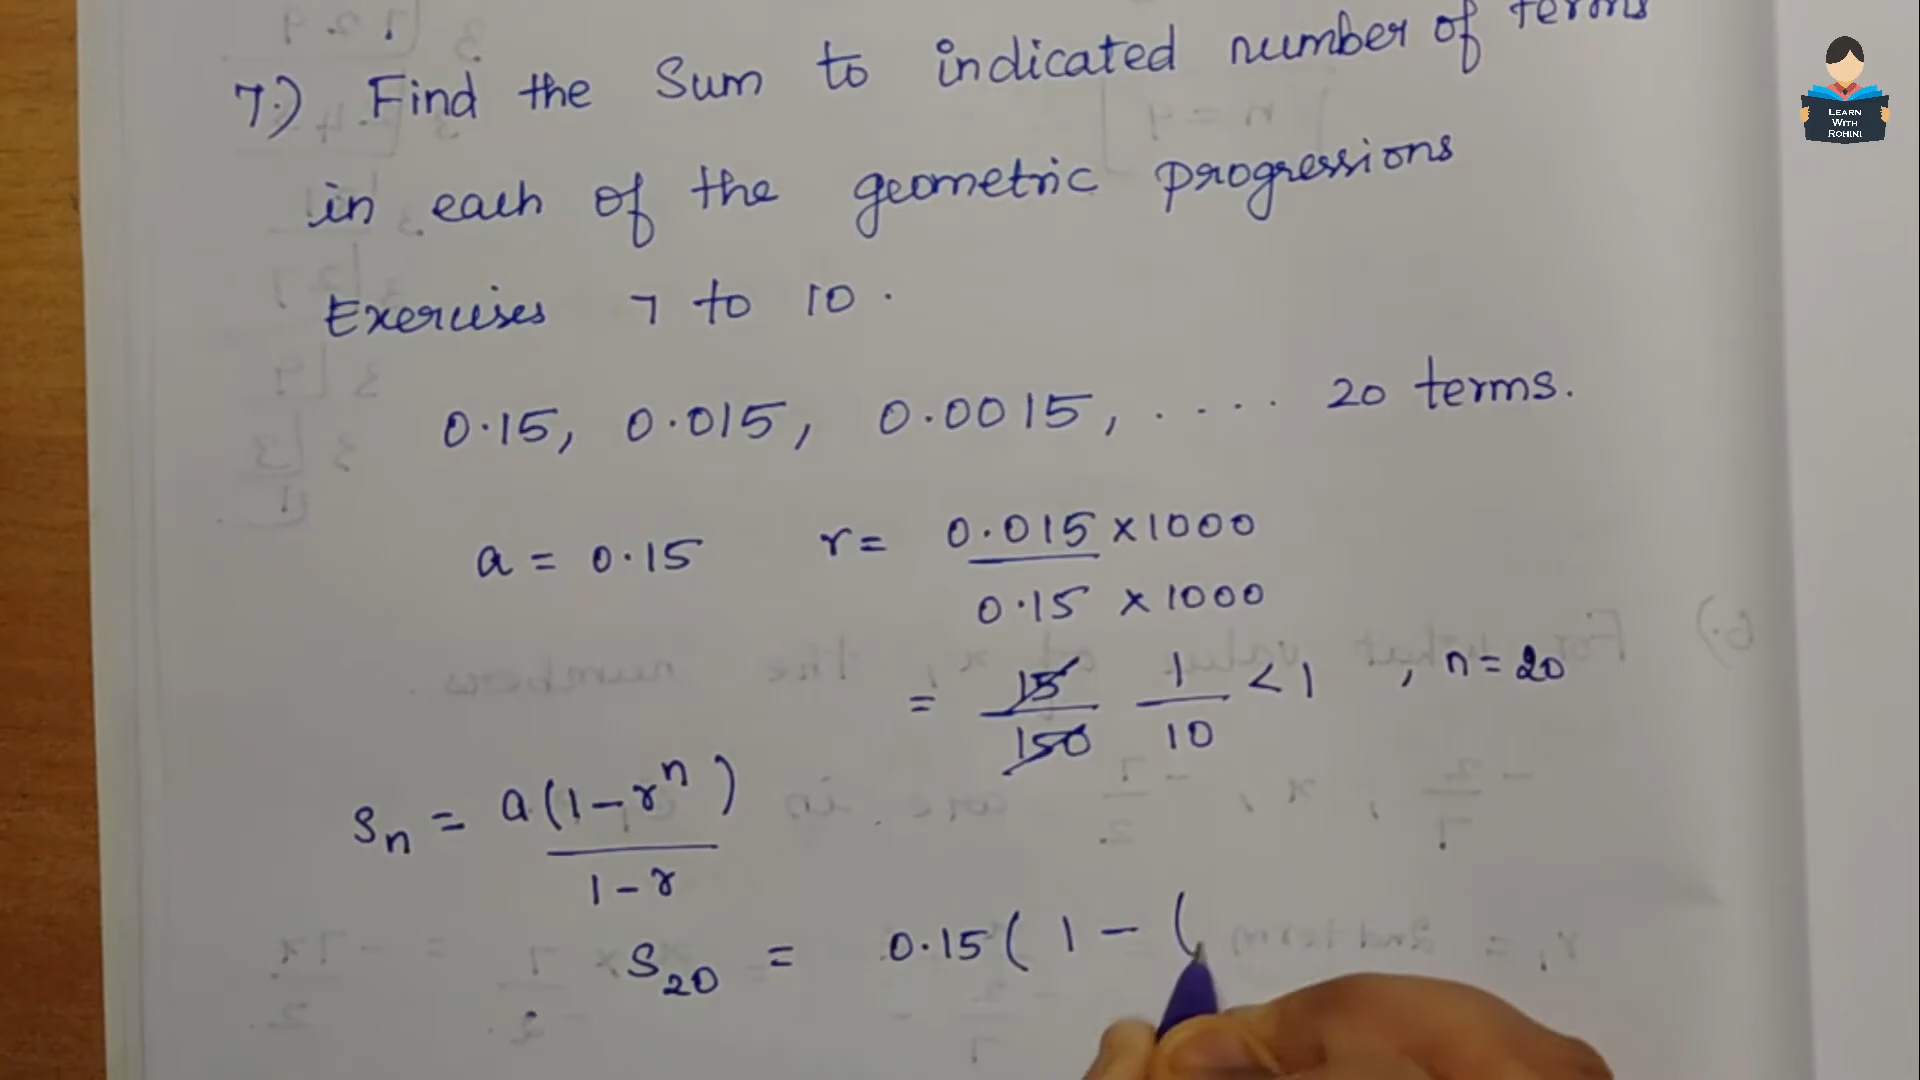 7.) Find the Sum to indicated number of terms
in each of the geometric progressions
Exercises 7 to 10.
0.15, 0.015, 0.0015, .... 20 terms.
a = 0.15 r = 0.015 x 1000
0.15 x 1000
= 15 1 < 1 , n = 20
150 10
Sn = a(1-r^n)
1-r
S20 = 0.15 ( 1 - (
LEARN
WITH
ROHINI